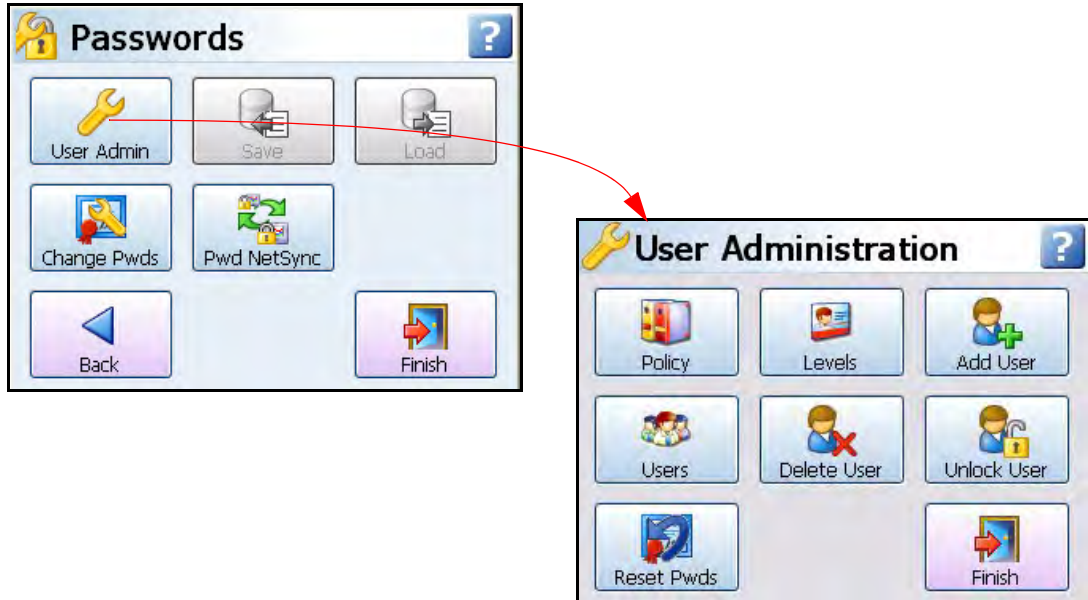 Passwords ?
User Admin Save Load
Change Pwds Pwd NetSync
Back Finish
User Administration ?
Policy Levels Add User
Users Delete User Unlock User
Reset Pwds Finish